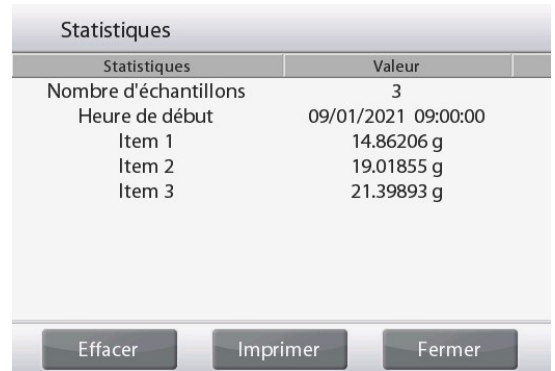 Statistiques
Statistiques Valeur
Nombre d'échantillons 3
Heure de début 09/01/2021 09:00:00
Item 1 14.86206 g
Item 2 19.01855 g
Item 3 21.39893 g
Effacer Imprimer Fermer